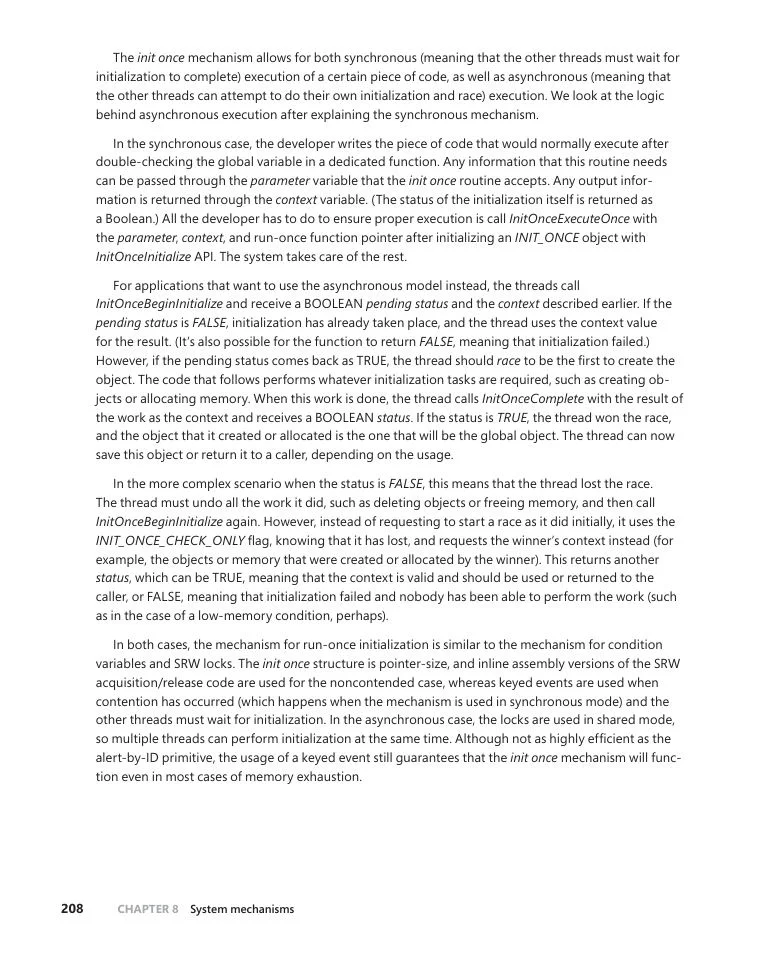 The init once mechanism allows for both synchronous (meaning that the other threads must wait for
initialization to complete) execution of a certain piece of code, as well as asynchronous (meaning that
the other threads can attempt to do their own initialization and race) execution. We look at the logic
behind asynchronous execution after explaining the synchronous mechanism.
In the synchronous case, the developer writes the piece of code that would normally execute after
double-checking the global variable in a dedicated function. Any information that this routine needs
can be passed through the parameter variable that the init once routine accepts. Any output infor-
mation is returned through the context variable. (The status of the initialization itself is returned as
a Boolean.) All the developer has to do to ensure proper execution is call InitOnceExecuteOnce with
the parameter, context, and run-once function pointer after initializing an INIT_ONCE object with
InitOnceInitialize API. The system takes care of the rest.
For applications that want to use the asynchronous model instead, the threads call
InitOnceBeginInitialize and receive a BOOLEAN pending status and the context described earlier. If the
pending status is FALSE, initialization has already taken place, and the thread uses the context value
for the result. (It's also possible for the function to return FALSE, meaning that initialization failed.)
However, if the pending status comes back as TRUE, the thread should race to be the first to create the
object. The code that follows performs whatever initialization tasks are required, such as creating ob-
jects or allocating memory. When this work is done, the thread calls InitOnceComplete with the result of
the work as the context and receives a BOOLEAN status. If the status is TRUE, the thread won the race,
and the object that it created or allocated is the one that will be the global object. The thread can now
save this object or return it to a caller, depending on the usage.
In the more complex scenario when the status is FALSE, this means that the thread lost the race.
The thread must undo all the work it did, such as deleting objects or freeing memory, and then call
InitOnceBeginInitialize again. However, instead of requesting to start a race as it did initially, it uses the
INIT_ONCE_CHECK_ONLY flag, knowing that it has lost, and requests the winner's context instead (for
example, the objects or memory that were created or allocated by the winner). This returns another
status, which can be TRUE, meaning that the context is valid and should be used or returned to the
caller, or FALSE, meaning that initialization failed and nobody has been able to perform the work (such
as in the case of a low-memory condition, perhaps).
In both cases, the mechanism for run-once initialization is similar to the mechanism for condition
variables and SRW locks. The init once structure is pointer-size, and inline assembly versions of the SRW
acquisition/release code are used for the noncontended case, whereas keyed events are used when
contention has occurred (which happens when the mechanism is used in synchronous mode) and the
other threads must wait for initialization. In the asynchronous case, the locks are used in shared mode,
so multiple threads can perform initialization at the same time. Although not as highly efficient as the
alert-by-ID primitive, the usage of a keyed event still guarantees that the init once mechanism will func-
tion even in most cases of memory exhaustion.
208 CHAPTER 8 System mechanisms